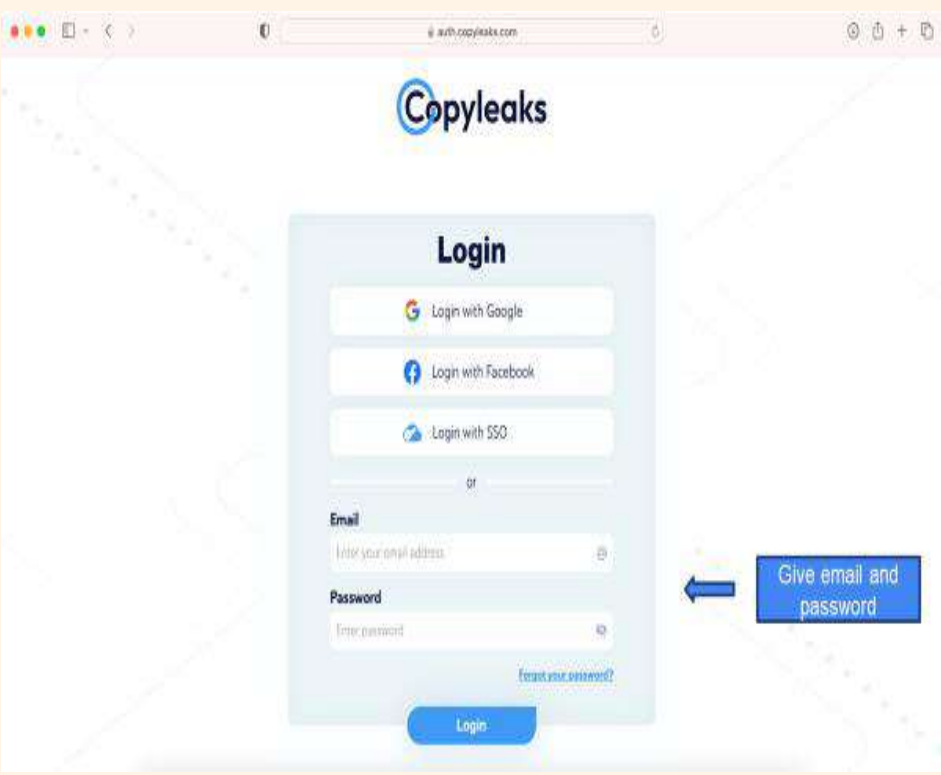 auth.copyleaks.com
Copyleaks
Login
Login with Google
Login with Facebook
Login with SSO
or
Email
Enter your email address
Password
Enter password
Forgot your password?
Login
Give email and
password